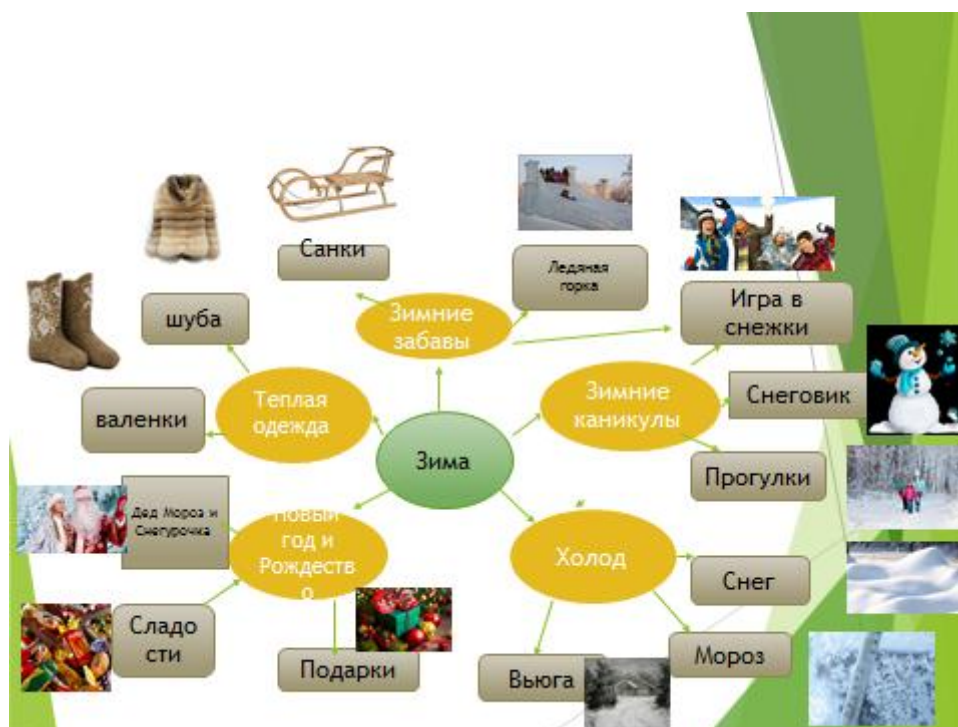 Санки
Ледяная
горка
Игра в
снежки
шуба
Зимние
забавы
Теплая
одежда
Зимние
каникулы
Снеговик
валенки
Зима
Прогулки
Дед Мороз и
Снегурочка
Новый
год и
Рождеств
о
Холод
Снег
Сладо
сти
Подарки
Вьюга
Мороз